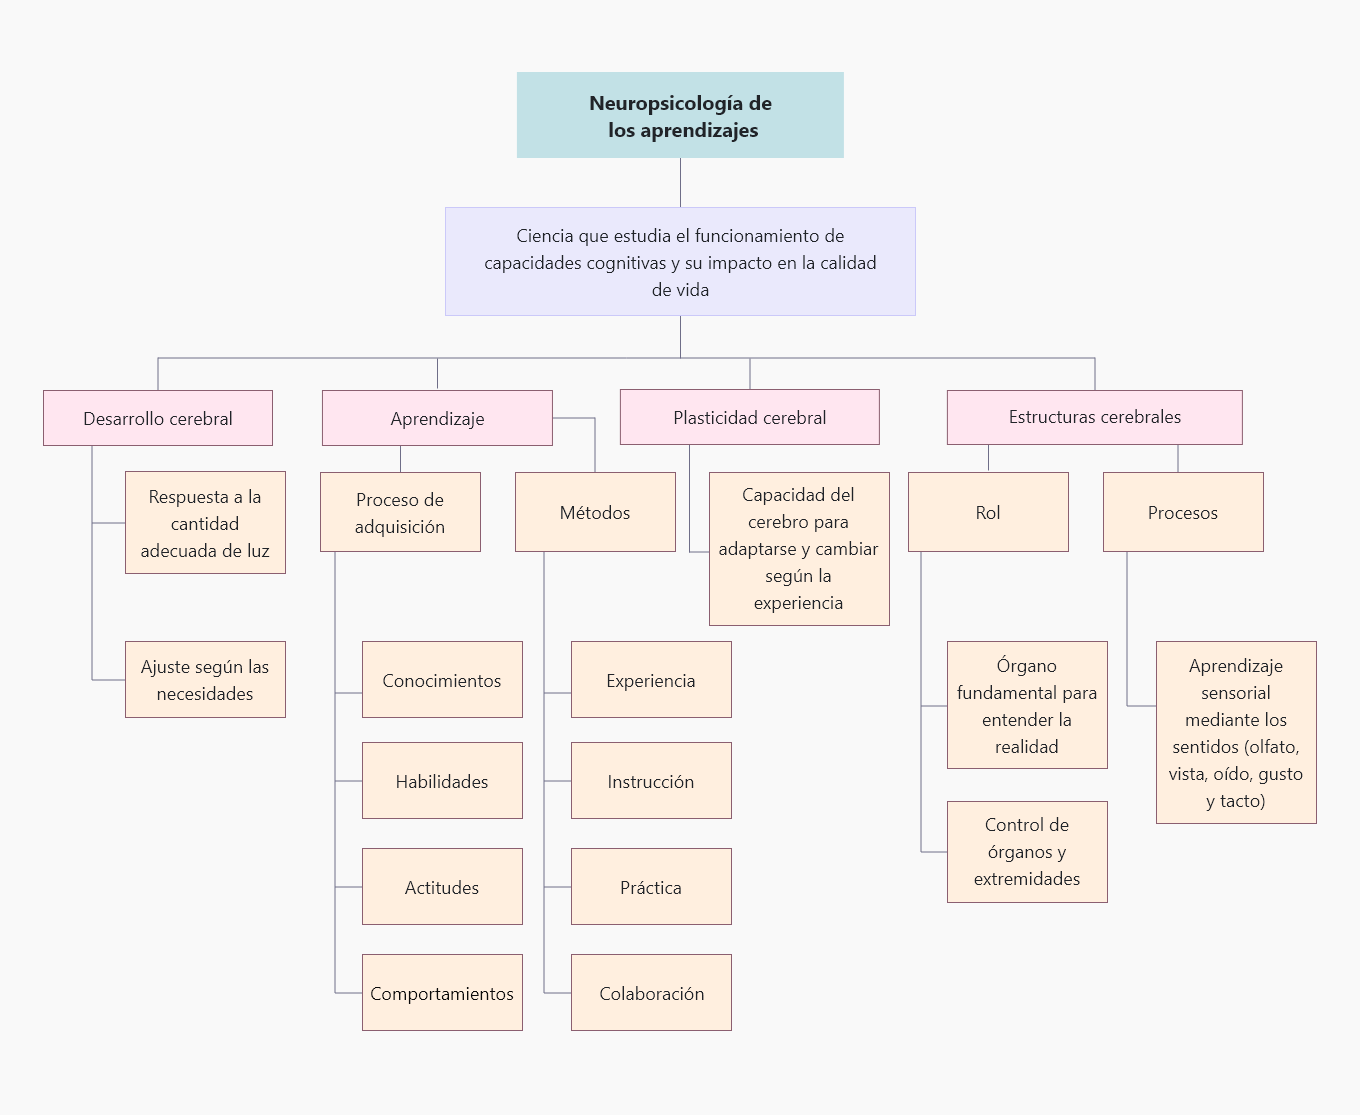 Neuropsicología de
los aprendizajes
Ciencia que estudia el funcionamiento de
capacidades cognitivas y su impacto en la calidad
de vida
Desarrollo cerebral
Respuesta a la
cantidad
adecuada de luz
Ajuste según las
necesidades
Aprendizaje
Proceso de
adquisición
Conocimientos
Habilidades
Actitudes
Comportamientos
Métodos
Experiencia
Instrucción
Práctica
Colaboración
Plasticidad cerebral
Capacidad del
cerebro para
adaptarse y cambiar
según la
experiencia
Estructuras cerebrales
Rol
Órgano
fundamental para
entender la
realidad
Control de
órganos y
extremidades
Procesos
Aprendizaje
sensorial
mediante los
sentidos (olfato,
vista, oído, gusto
y tacto)